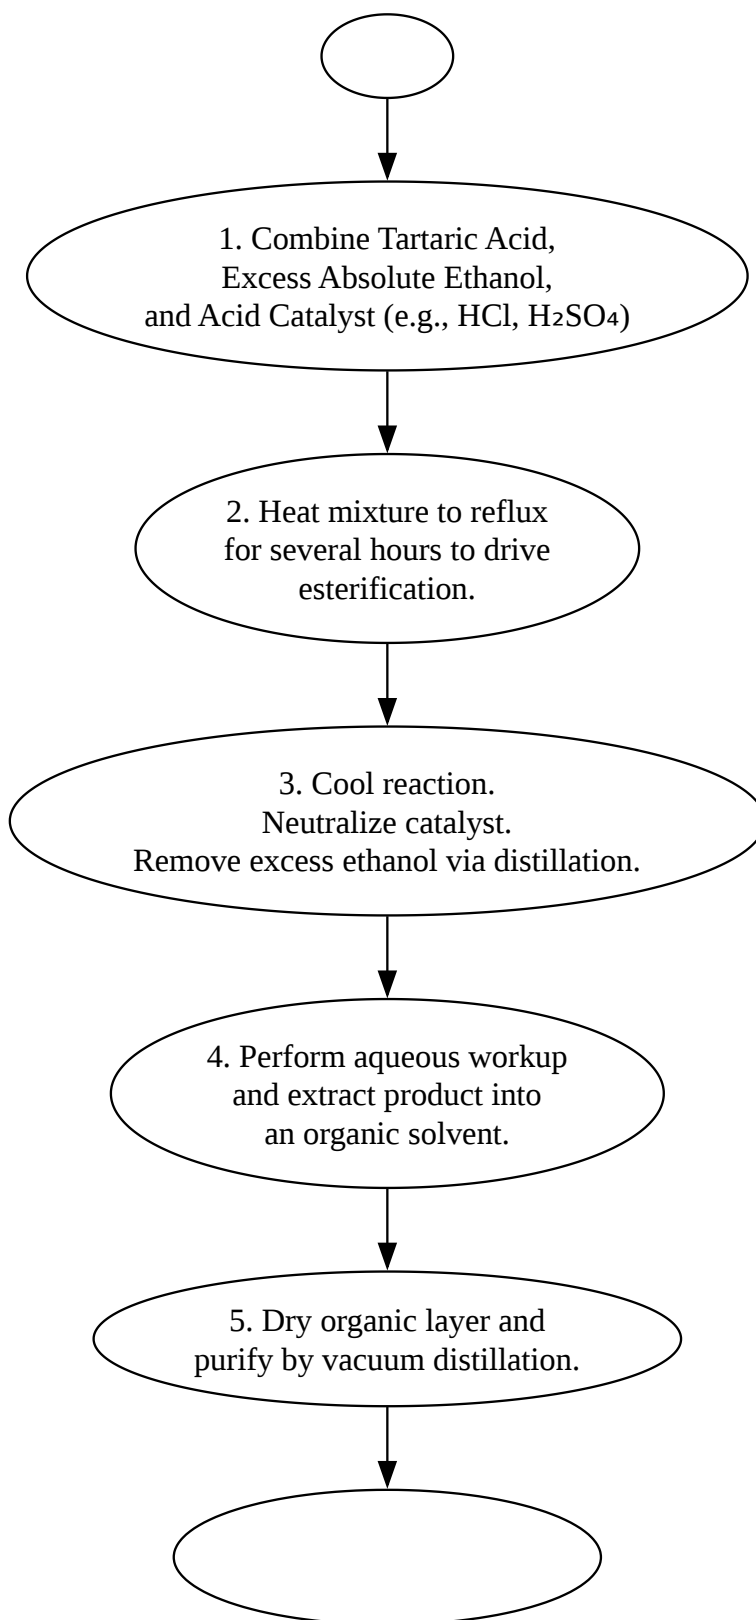 1. Combine Tartaric Acid,
Excess Absolute Ethanol,
and Acid Catalyst (e.g., HCl, H₂SO₄)
2. Heat mixture to reflux
for several hours to drive
esterification.
3. Cool reaction.
Neutralize catalyst.
Remove excess ethanol via distillation.
4. Perform aqueous workup
and extract product into
an organic solvent.
5. Dry organic layer and
purify by vacuum distillation.